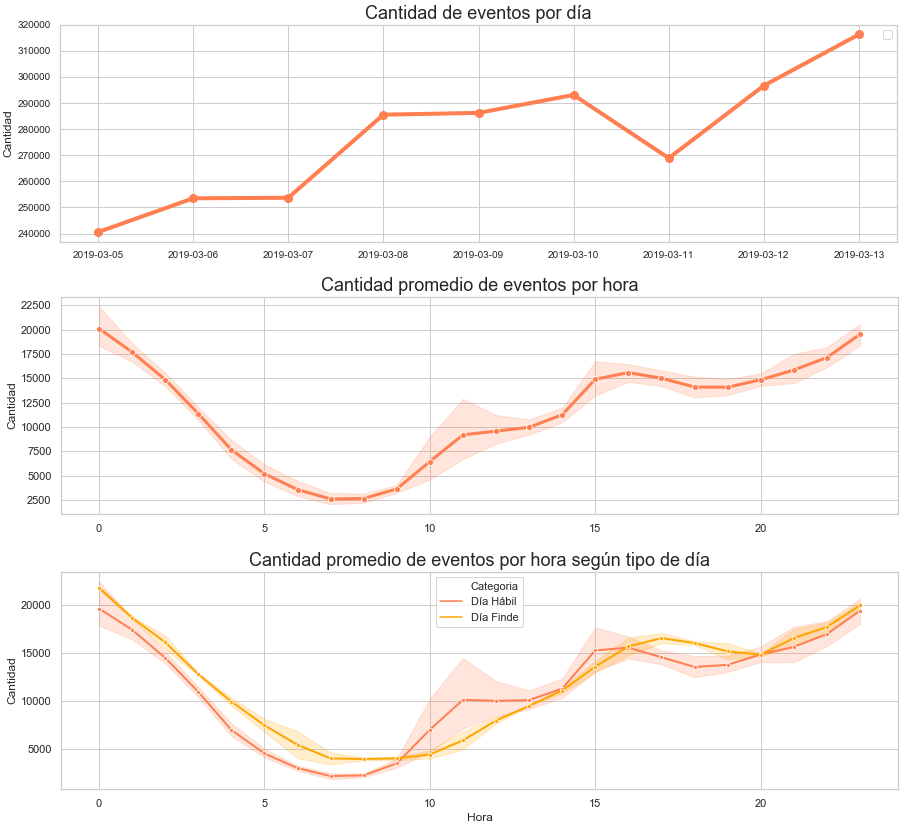 Cantidad de eventos por día
320000
310000
300000
290000
280000
270000
260000
250000
240000
Cantidad
2019-03-05 2019-03-06 2019-03-07 2019-03-08 2019-03-09 2019-03-10 2019-03-11 2019-03-12 2019-03-13
Cantidad promedio de eventos por hora
22500
20000
17500
15000
12500
10000
7500
5000
2500
Cantidad
0 5 10 15 20
Cantidad promedio de eventos por hora según tipo de día
Categoria
Día Hábil
Día Finde
20000
15000
10000
5000
Cantidad
0 5 10 15 20
Hora